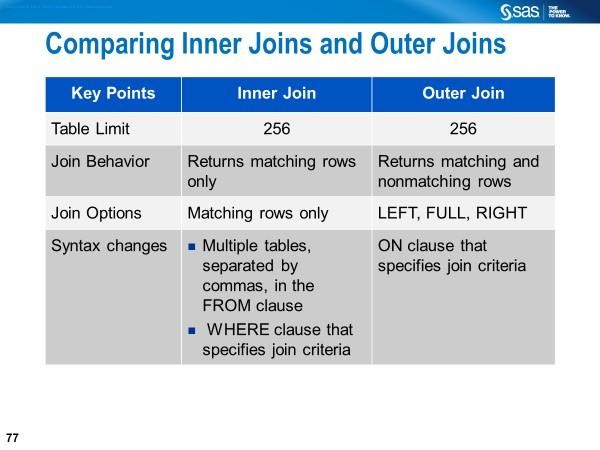 sas
THE
POWER
TO KNOW.
Comparing Inner Joins and Outer Joins
Key Points Inner Join Outer Join
Table Limit 256 256
Join Behavior Returns matching rows Returns matching and
only nonmatching rows
Join Options Matching rows only LEFT, FULL, RIGHT
Syntax changes ■ Multiple tables, ON clause that
separated by specifies join criteria
commas, in the
FROM clause
■ WHERE clause that
specifies join criteria
77